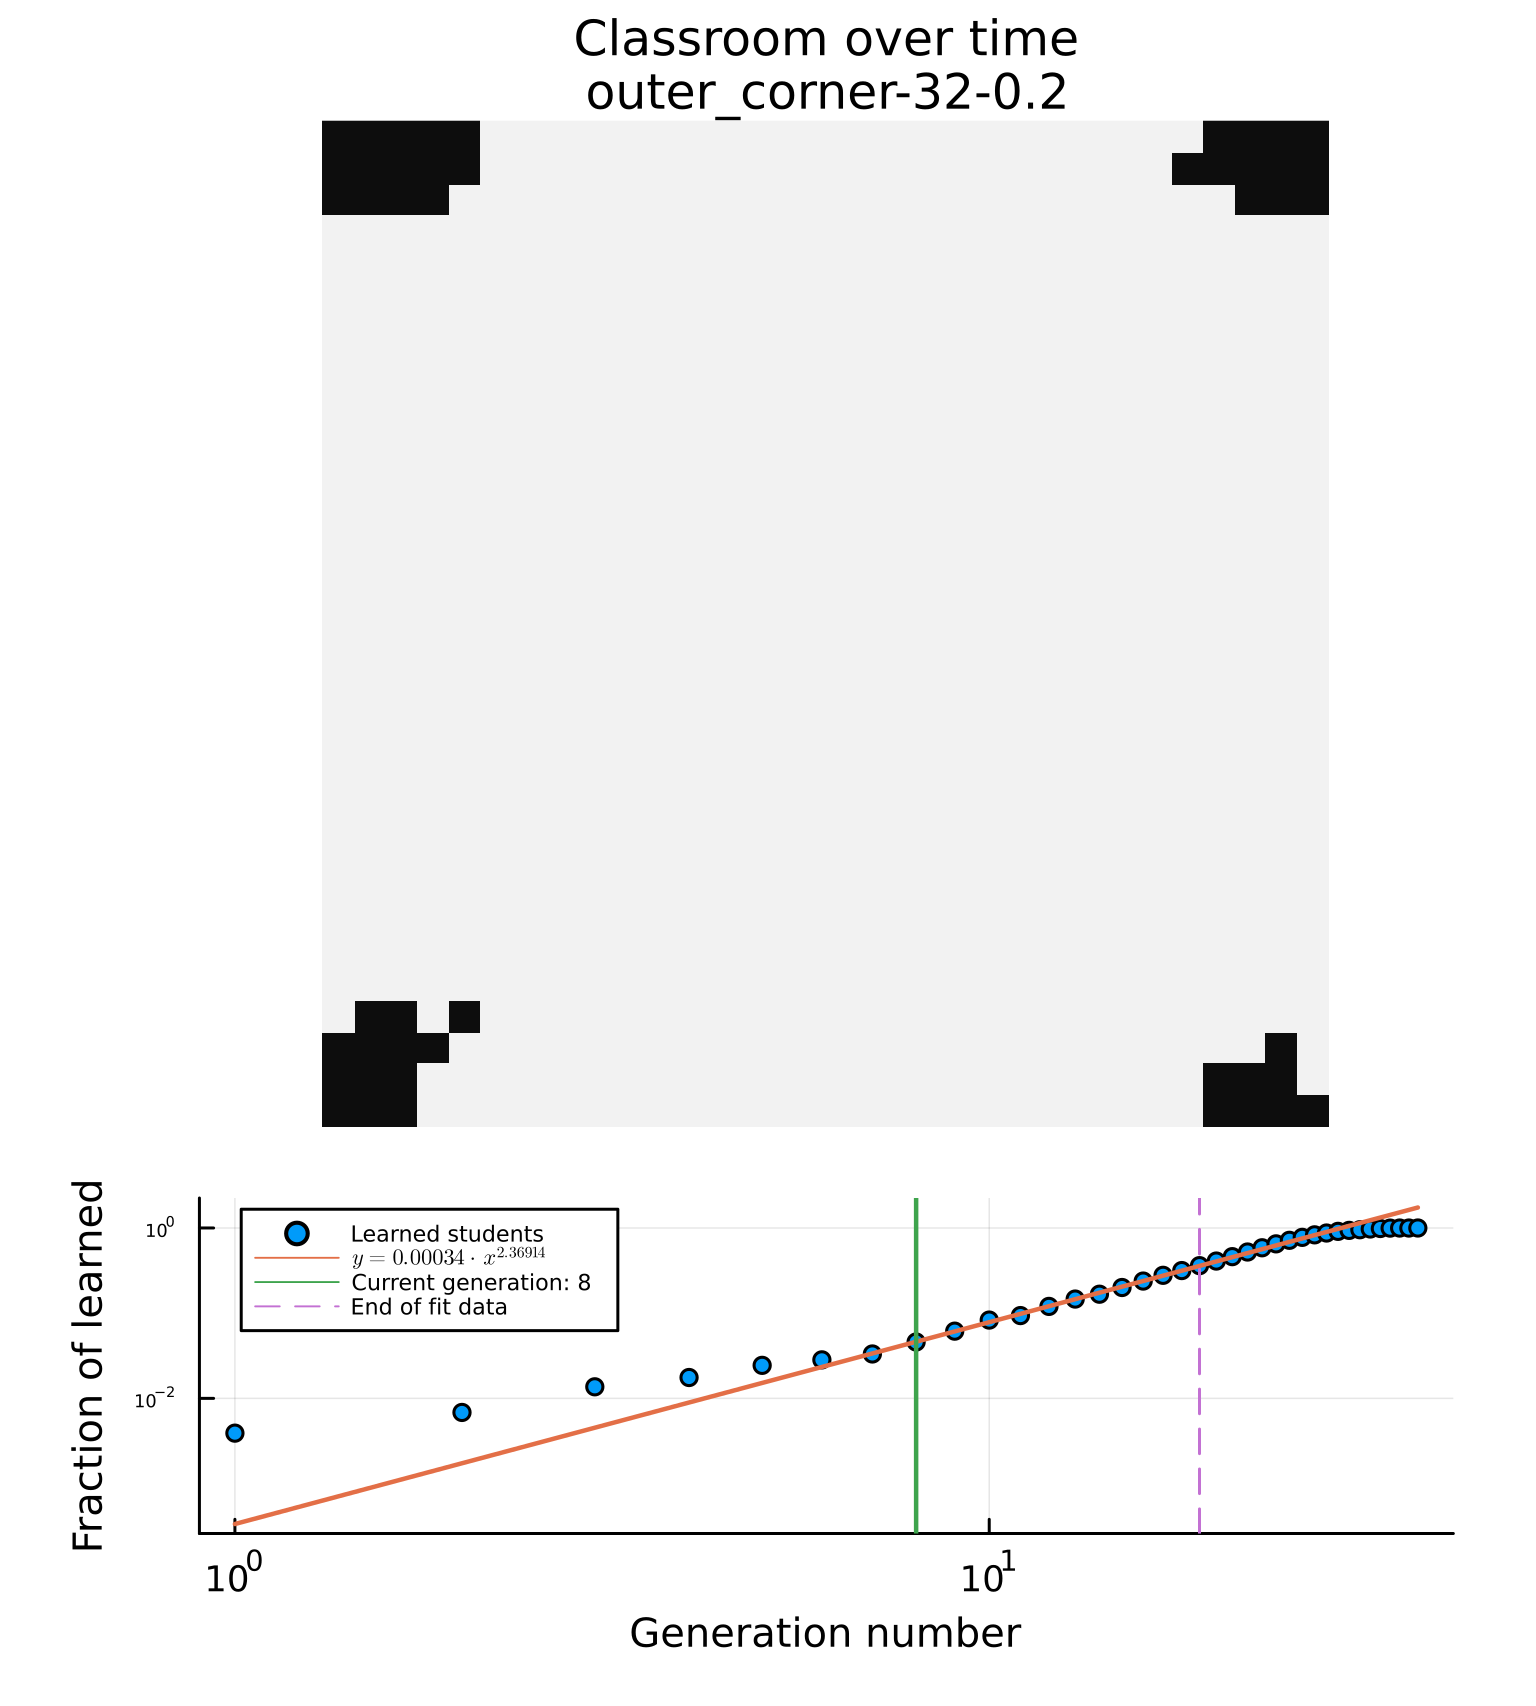 Classroom over time
outer_corner-32-0.2
Fraction of learned
10^0
10^−2
Learned students
y = 0.00034 · x^2.36914
Current generation: 8
End of fit data
10^0
10^1
Generation number